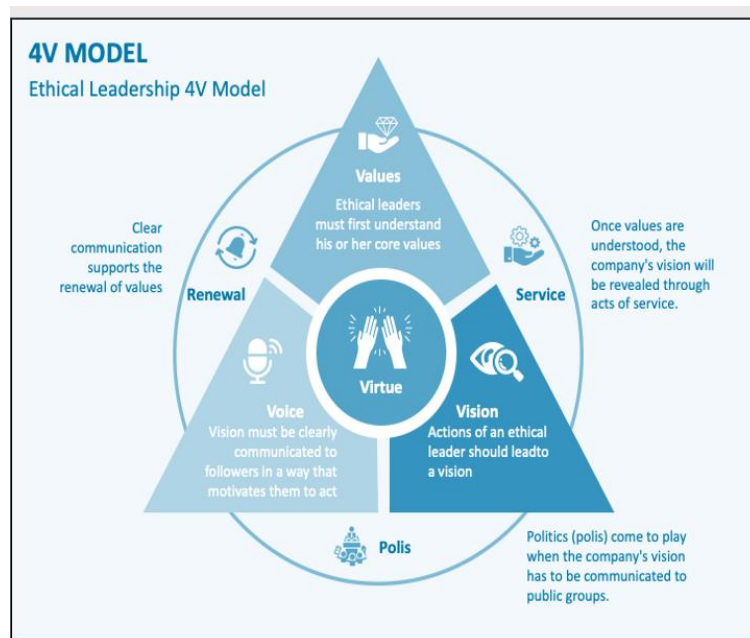 4V MODEL
Ethical Leadership 4V Model
Values
Ethical leaders
must first understand
his or her core values
Clear
communication
supports the
renewal of values
Renewal
Service
Once values are
understood, the
company's vision will
be revealed through
acts of service.
Virtue
Voice
Vision must be clearly
communicated to
followers in a way that
motivates them to act
Vision
Actions of an ethical
leader should leadto
a vision
Polis
Politics (polis) come to play
when the company's vision
has to be communicated to
public groups.